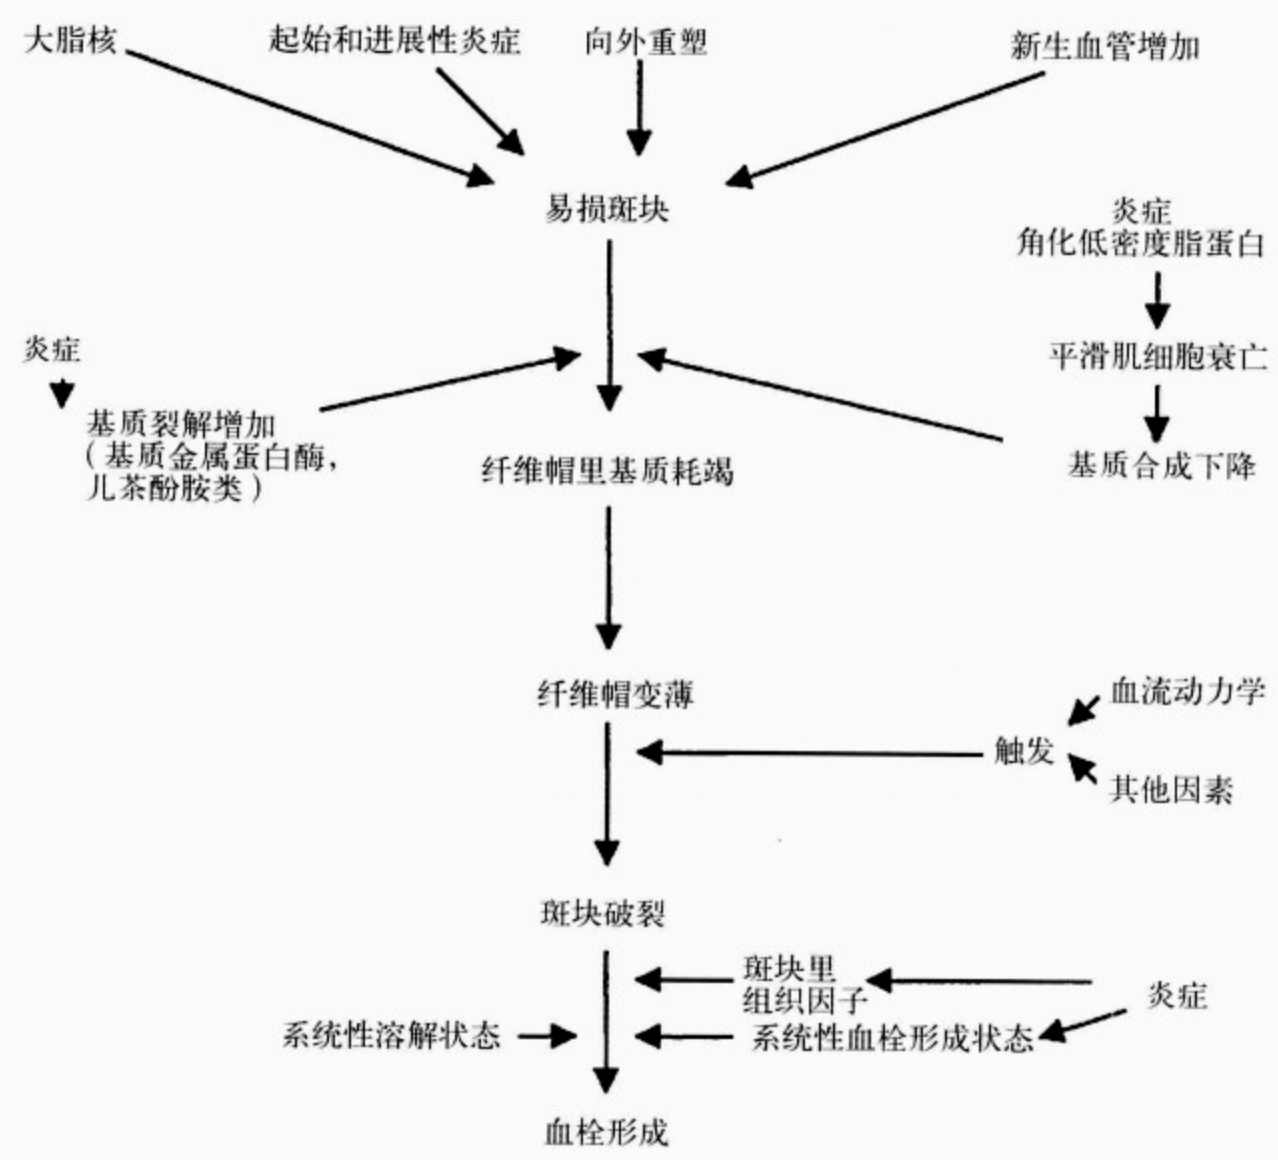 大脂核
起始和进展性炎症
向外重塑
新生血管增加
易损斑块
炎症
角化低密度脂蛋白
平滑肌细胞衰亡
基质合成下降
炎症
基质裂解增加
(基质金属蛋白酶,
儿茶酚胺类)
纤维帽里基质耗竭
纤维帽变薄
血流动力学
触发
其他因素
斑块破裂
斑块里
组织因子
炎症
系统性溶解状态
系统性血栓形成状态
血栓形成